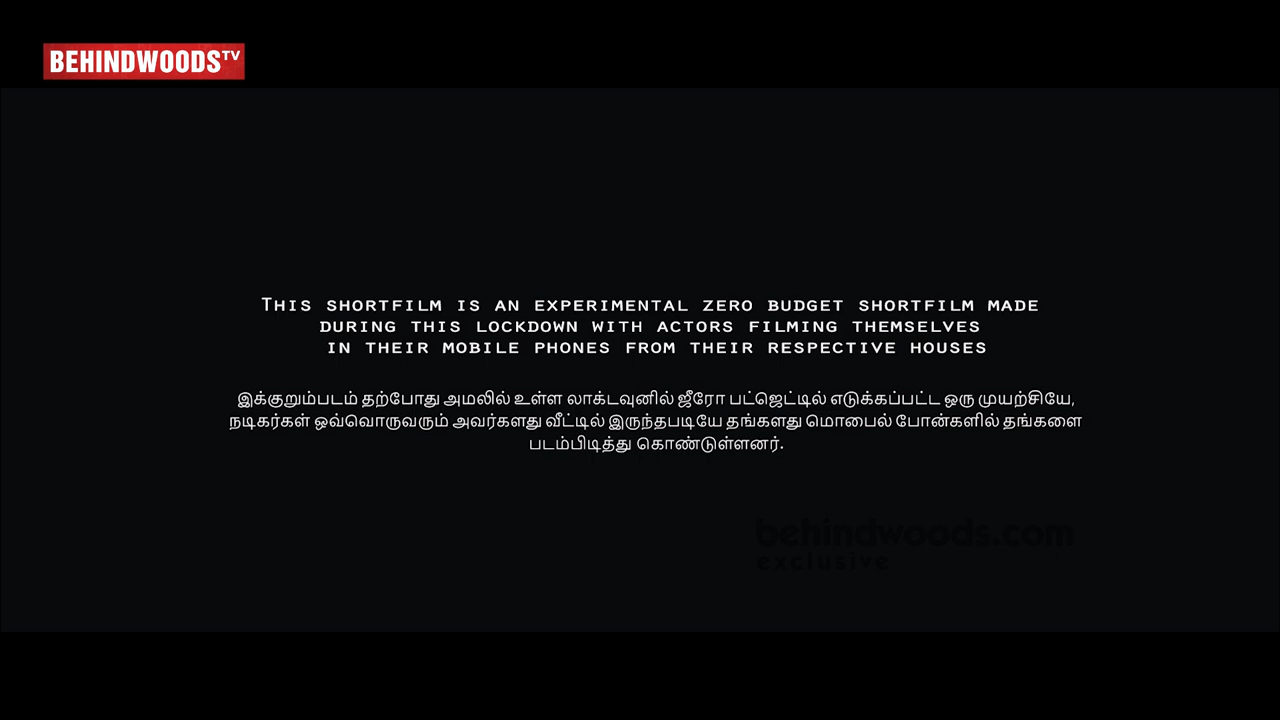 BEHINDWOODS TV
THIS SHORTFILM IS AN EXPERIMENTAL ZERO BUDGET SHORTFILM MADE
DURING THIS LOCKDOWN WITH ACTORS FILMING THEMSELVES
IN THEIR MOBILE PHONES FROM THEIR RESPECTIVE HOUSES
இக்குறும்படம் தற்போது அமலில் உள்ள லாக்டவுனில் ஜீரோ பட்ஜெட்டில் எடுக்கப்பட்ட ஒரு முயற்சியே,
நடிகர்கள் ஒவ்வொருவரும் அவர்களது வீட்டில் இருந்தபடியே தங்களது மொபைல் போன்களில் தங்களை
படம்பிடித்து கொண்டுள்ளனர்.
behindwoods.com
exclusive